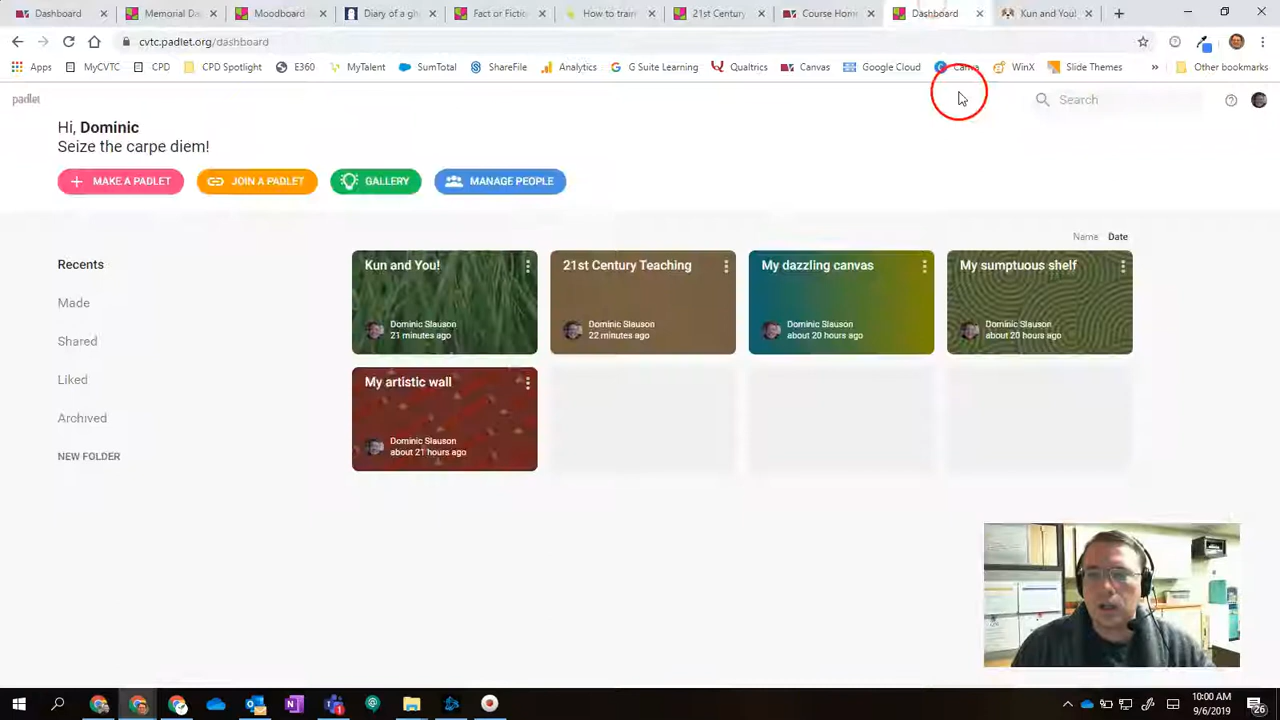 Dashboard
Memorial Da
Moodboard
Diary of a gh
Fact or Fictio
How to train
21st Century
Course Home
Dashboard
Kun and You!
cvtc.padlet.org/dashboard
Apps MyCVTC CPD CPD Spotlight E360 MyTalent SumTotal ShareFile Analytics G Suite Learning Qualtrics Canvas Google Cloud Canva WinX Slide Themes » Other bookmarks
padlet
Search
Hi, Dominic
Seize the carpe diem!
MAKE A PADLET JOIN A PADLET GALLERY MANAGE PEOPLE
Name Date
Recents
Made
Shared
Liked
Archived
NEW FOLDER
Kun and You!
Dominic Slauson
21 minutes ago
21st Century Teaching
Dominic Slauson
22 minutes ago
My dazzling canvas
Dominic Slauson
about 20 hours ago
My sumptuous shelf
Dominic Slauson
about 20 hours ago
My artistic wall
Dominic Slauson
about 21 hours ago
10:00 AM
9/6/2019
26